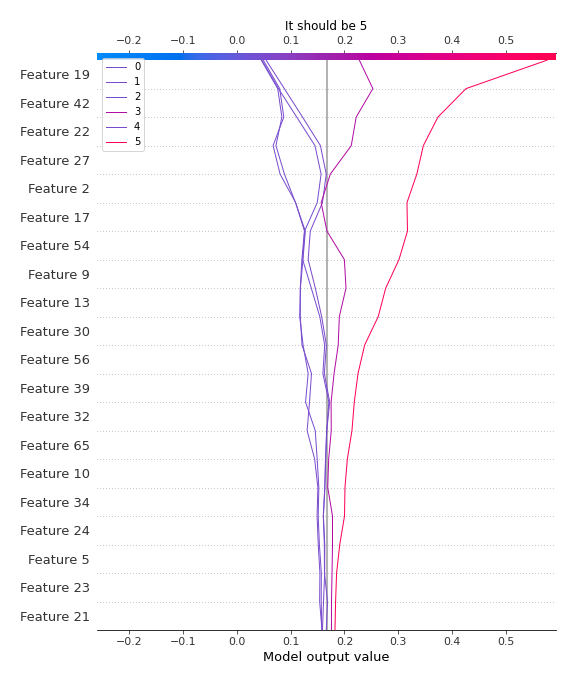 It should be 5
−0.2 −0.1 0.0 0.1 0.2 0.3 0.4 0.5
0
1
2
3
4
5
Feature 19
Feature 42
Feature 22
Feature 27
Feature 2
Feature 17
Feature 54
Feature 9
Feature 13
Feature 30
Feature 56
Feature 39
Feature 32
Feature 65
Feature 10
Feature 34
Feature 24
Feature 5
Feature 23
Feature 21
−0.2 −0.1 0.0 0.1 0.2 0.3 0.4 0.5
Model output value